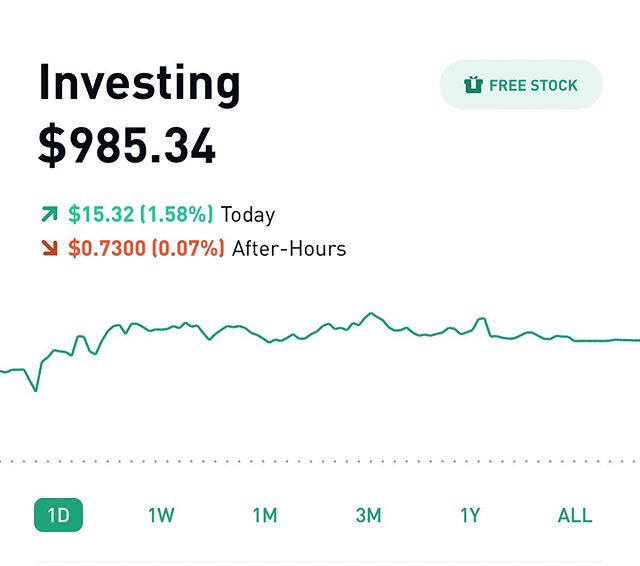 Investing
FREE STOCK
$985.34
$15.32 (1.58%) Today
$0.7300 (0.07%) After-Hours
1D 1W 1M 3M 1Y ALL